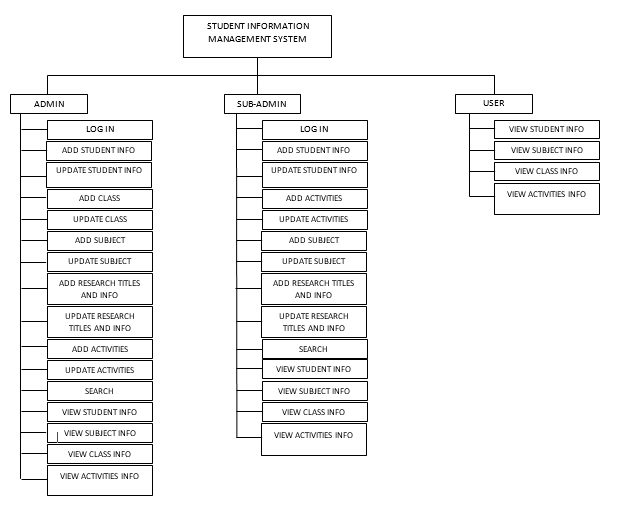 STUDENT INFORMATION
MANAGEMENT SYSTEM
ADMIN
LOG IN
ADD STUDENT INFO
UPDATE STUDENT INFO
ADD CLASS
UPDATE CLASS
ADD SUBJECT
UPDATE SUBJECT
ADD RESEARCH TITLES
AND INFO
UPDATE RESEARCH
TITLES AND INFO
ADD ACTIVITIES
UPDATE ACTIVITIES
SEARCH
VIEW STUDENT INFO
VIEW SUBJECT INFO
VIEW CLASS INFO
VIEW ACTIVITIES INFO
SUB-ADMIN
LOG IN
ADD STUDENT INFO
UPDATE STUDENT INFO
ADD ACTIVITIES
UPDATE ACTIVITIES
ADD SUBJECT
UPDATE SUBJECT
ADD RESEARCH TITLES
AND INFO
UPDATE RESEARCH
TITLES AND INFO
SEARCH
VIEW STUDENT INFO
VIEW SUBJECT INFO
VIEW CLASS INFO
VIEW ACTIVITIES INFO
USER
VIEW STUDENT INFO
VIEW SUBJECT INFO
VIEW CLASS INFO
VIEW ACTIVITIES INFO